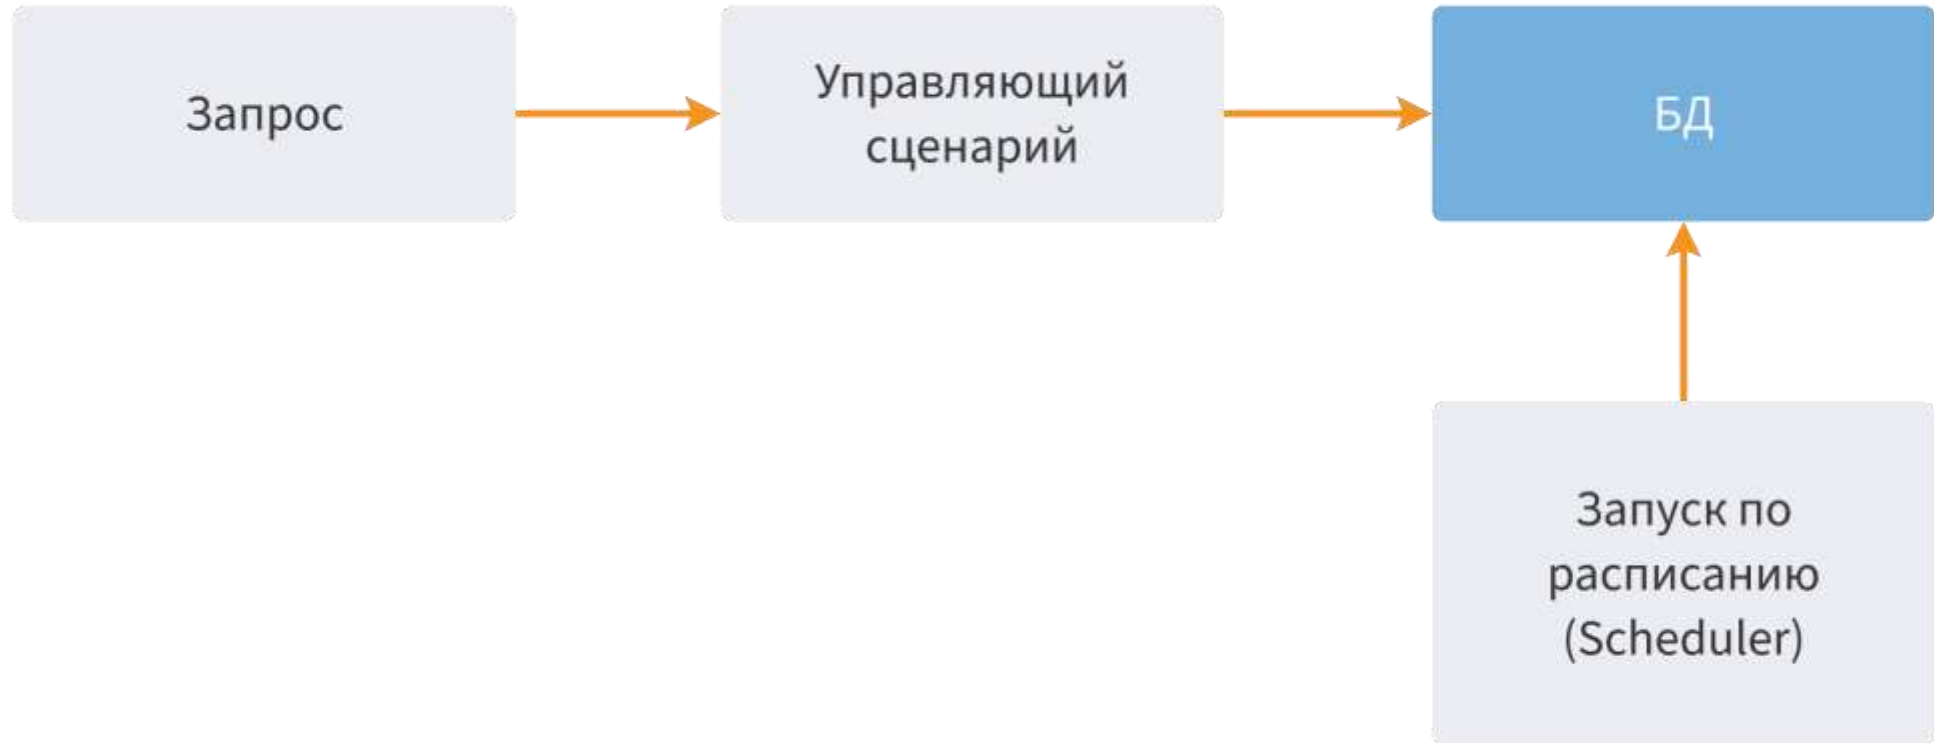 Запрос
Управляющий
сценарий
БД
Запуск по
расписанию
(Scheduler)